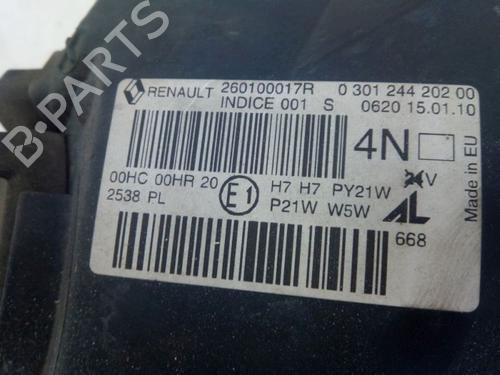 RENAULT 260100017R 0 301 244 202 00
INDICE 001 S 0620 15.01.10
4N
Made in EU
00HC 00HR 20 E1 H7 H7 PY21W V
2538 PL P21W W5W AL
668
B-PARTS